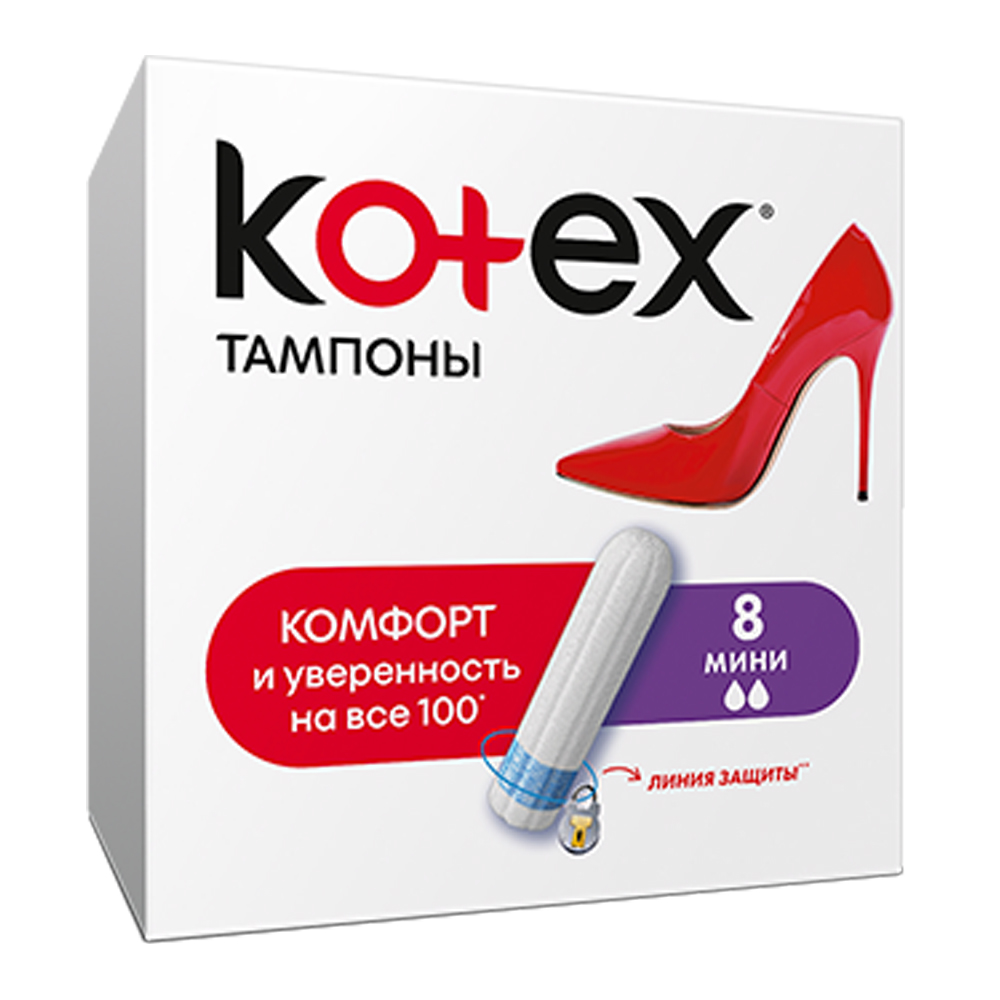 kotex®
ТАМПОНЫ
КОМФОРТ
и уверенность
на все 100*
8
МИНИ
ЛИНИЯ ЗАЩИТЫ**